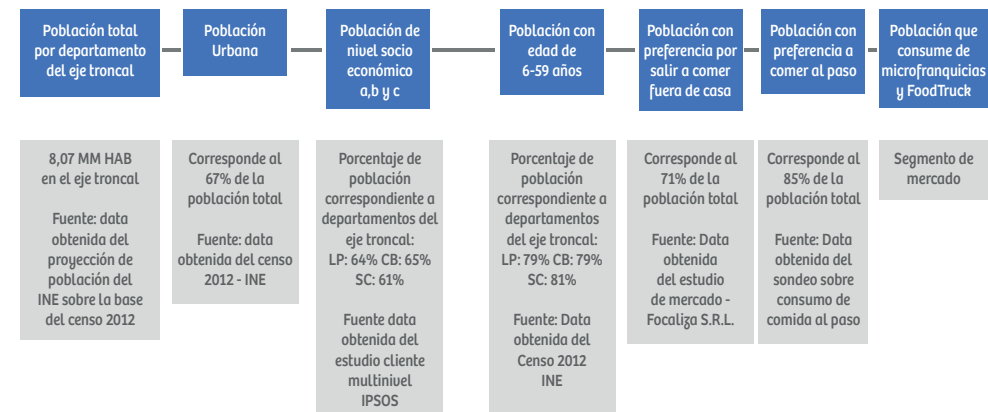 Población total
por departamento
del eje troncal
Población
Urbana
Población de
nivel socio
económico
a,b y c
Población con
edad de
6-59 años
Población con
preferencia por
salir a comer
fuera de casa
Población con
preferencia a
comer al paso
Población que
consume de
microfranquicias
y FoodTruck
8,07 MM HAB
en el eje troncal
Fuente: data
obtenida del
proyección de
población del
INE sobre la base
del censo 2012
Corresponde al
67% de la
población total
Fuente: data
obtenida del censo
2012 - INE
Porcentaje de
población
correspondiente a
departamentos del
eje troncal:
LP: 64% CB: 65%
SC: 61%
Fuente data
obtenida del
estudio cliente
multinivel
IPSOS
Porcentaje de
población
correspondiente a
departamentos
del eje troncal:
LP: 79% CB: 79%
SC: 81%
Fuente: Data
obtenida del
Censo 2012
INE
Corresponde al
71% de la
población total
Fuente: Data
obtenida
del estudio
de mercado -
Focaliza S.R.L.
Corresponde al
85% de la
población total
Fuente: Data
obtenida del
sondeo sobre
consumo de
comida al paso
Segmento de
mercado